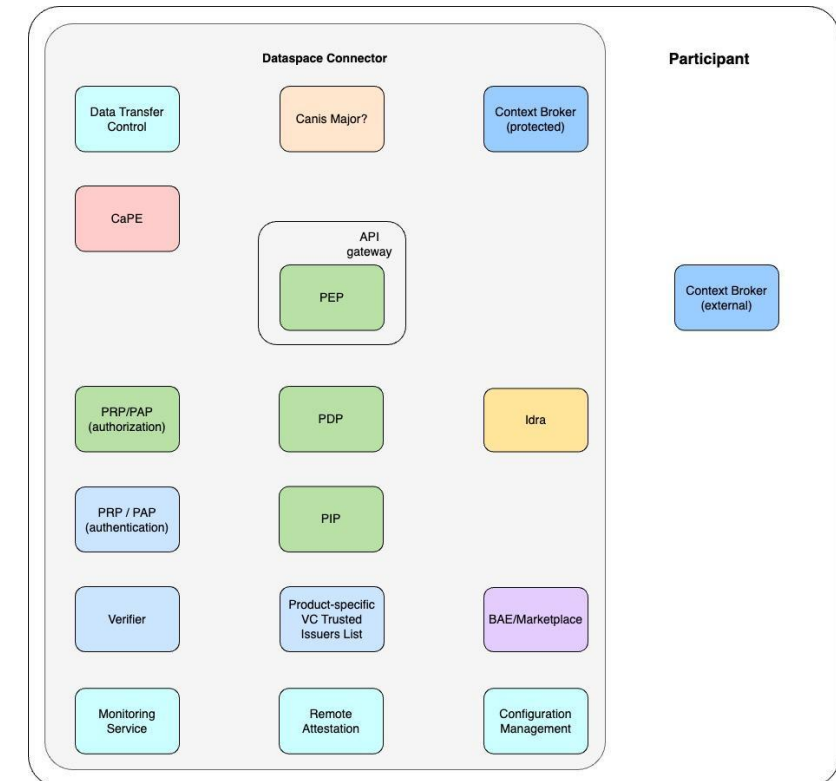 Dataspace Connector
Participant
Data Transfer
Control
Canis Major?
Context Broker
(protected)
CaPE
API
gateway
PEP
Context Broker
(external)
PRP/PAP
(authorization)
PDP
Idra
PRP / PAP
(authentication)
PIP
Verifier
Product-specific
VC Trusted
Issuers List
BAE/Marketplace
Monitoring
Service
Remote
Attestation
Configuration
Management